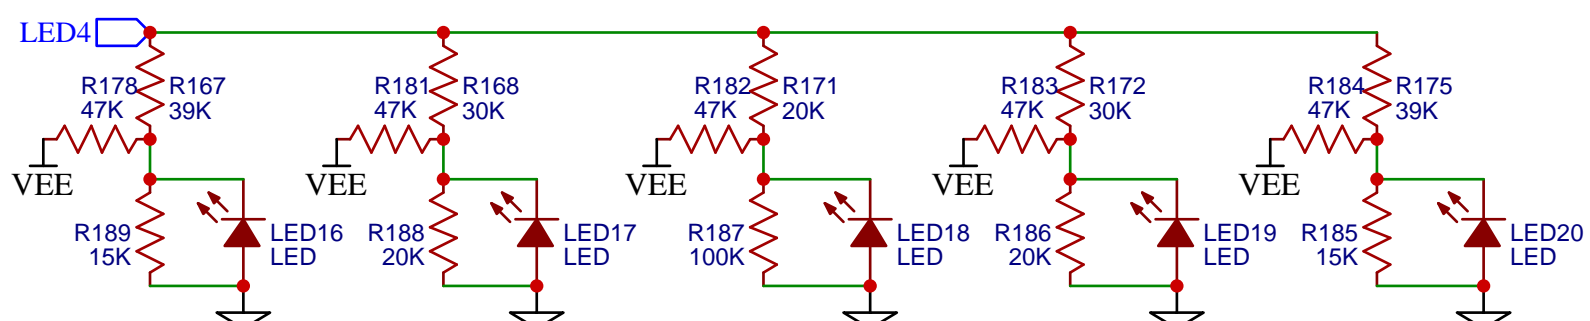 LED4
R178
47K
R167
39K
R181
47K
R168
30K
R182
47K
R171
20K
R183
47K
R172
30K
R184
47K
R175
39K
VEE
VEE
VEE
VEE
VEE
R189
15K
LED16
LED
R188
20K
LED17
LED
R187
100K
LED18
LED
R186
20K
LED19
LED
R185
15K
LED20
LED